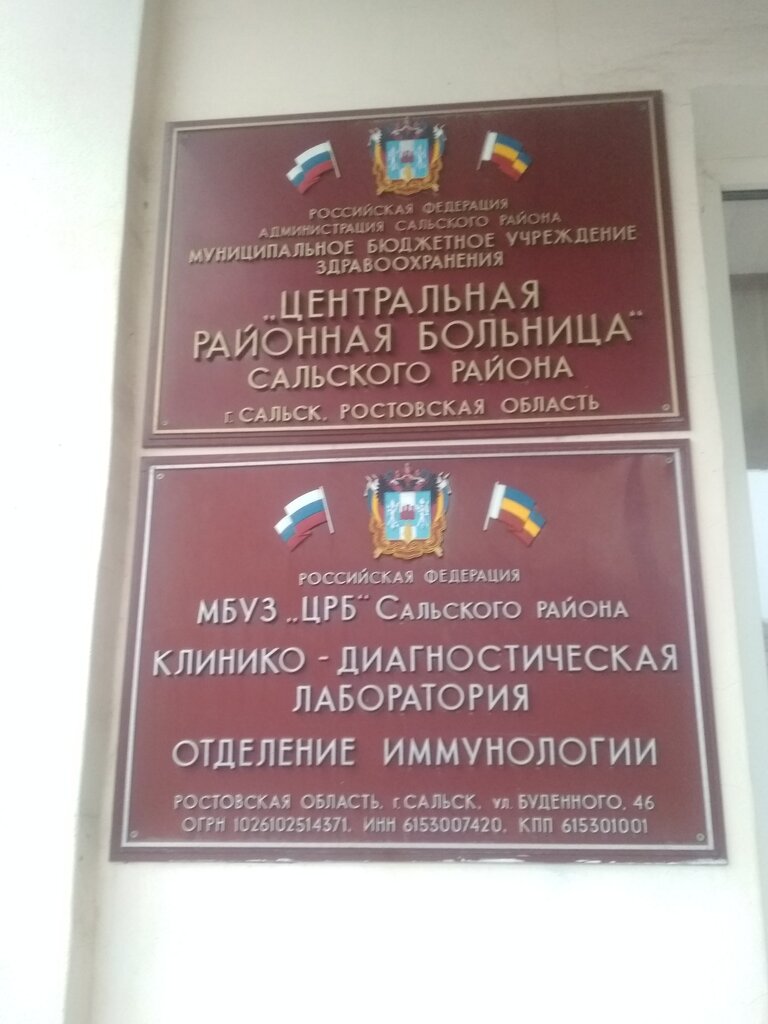 РОССИЙСКАЯ ФЕДЕРАЦИЯ
АДМИНИСТРАЦИЯ САЛЬСКОГО РАЙОНА
МУНИЦИПАЛЬНОЕ БЮДЖЕТНОЕ УЧРЕЖДЕНИЕ
ЗДРАВООХРАНЕНИЯ
„ЦЕНТРАЛЬНАЯ
РАЙОННАЯ БОЛЬНИЦА“
САЛЬСКОГО РАЙОНА
г. САЛЬСК, РОСТОВСКАЯ ОБЛАСТЬ
РОССИЙСКАЯ ФЕДЕРАЦИЯ
МБУЗ „ЦРБ“ САЛЬСКОГО РАЙОНА
КЛИНИКО - ДИАГНОСТИЧЕСКАЯ
ЛАБОРАТОРИЯ
ОТДЕЛЕНИЕ ИММУНОЛОГИИ
РОСТОВСКАЯ ОБЛАСТЬ, г. САЛЬСК, ул. БУДЕННОГО, 46
ОГРН 1026102514371, ИНН 6153007420, КПП 615301001